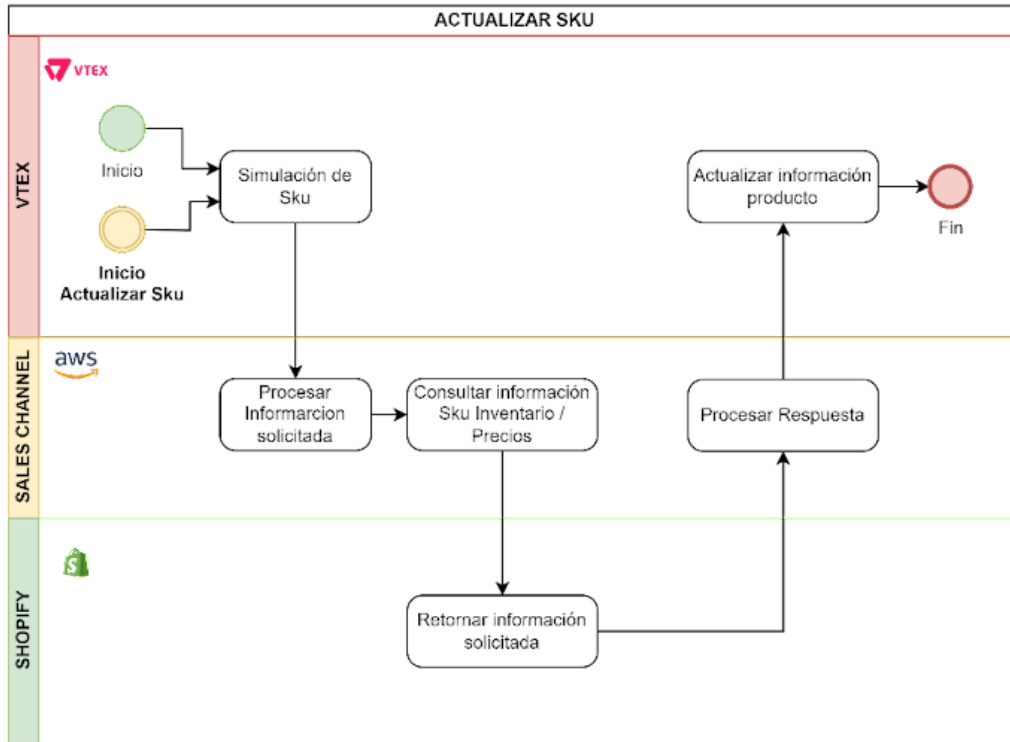 ACTUALIZAR SKU
VTEX
VTEX
Inicio
Simulación de
Sku
Inicio
Actualizar Sku
Actualizar información
producto
Fin
SALES CHANNEL
aws
Procesar
Informarcion
solicitada
Consultar información
Sku Inventario /
Precios
Procesar Respuesta
SHOPIFY
S
Retornar información
solicitada